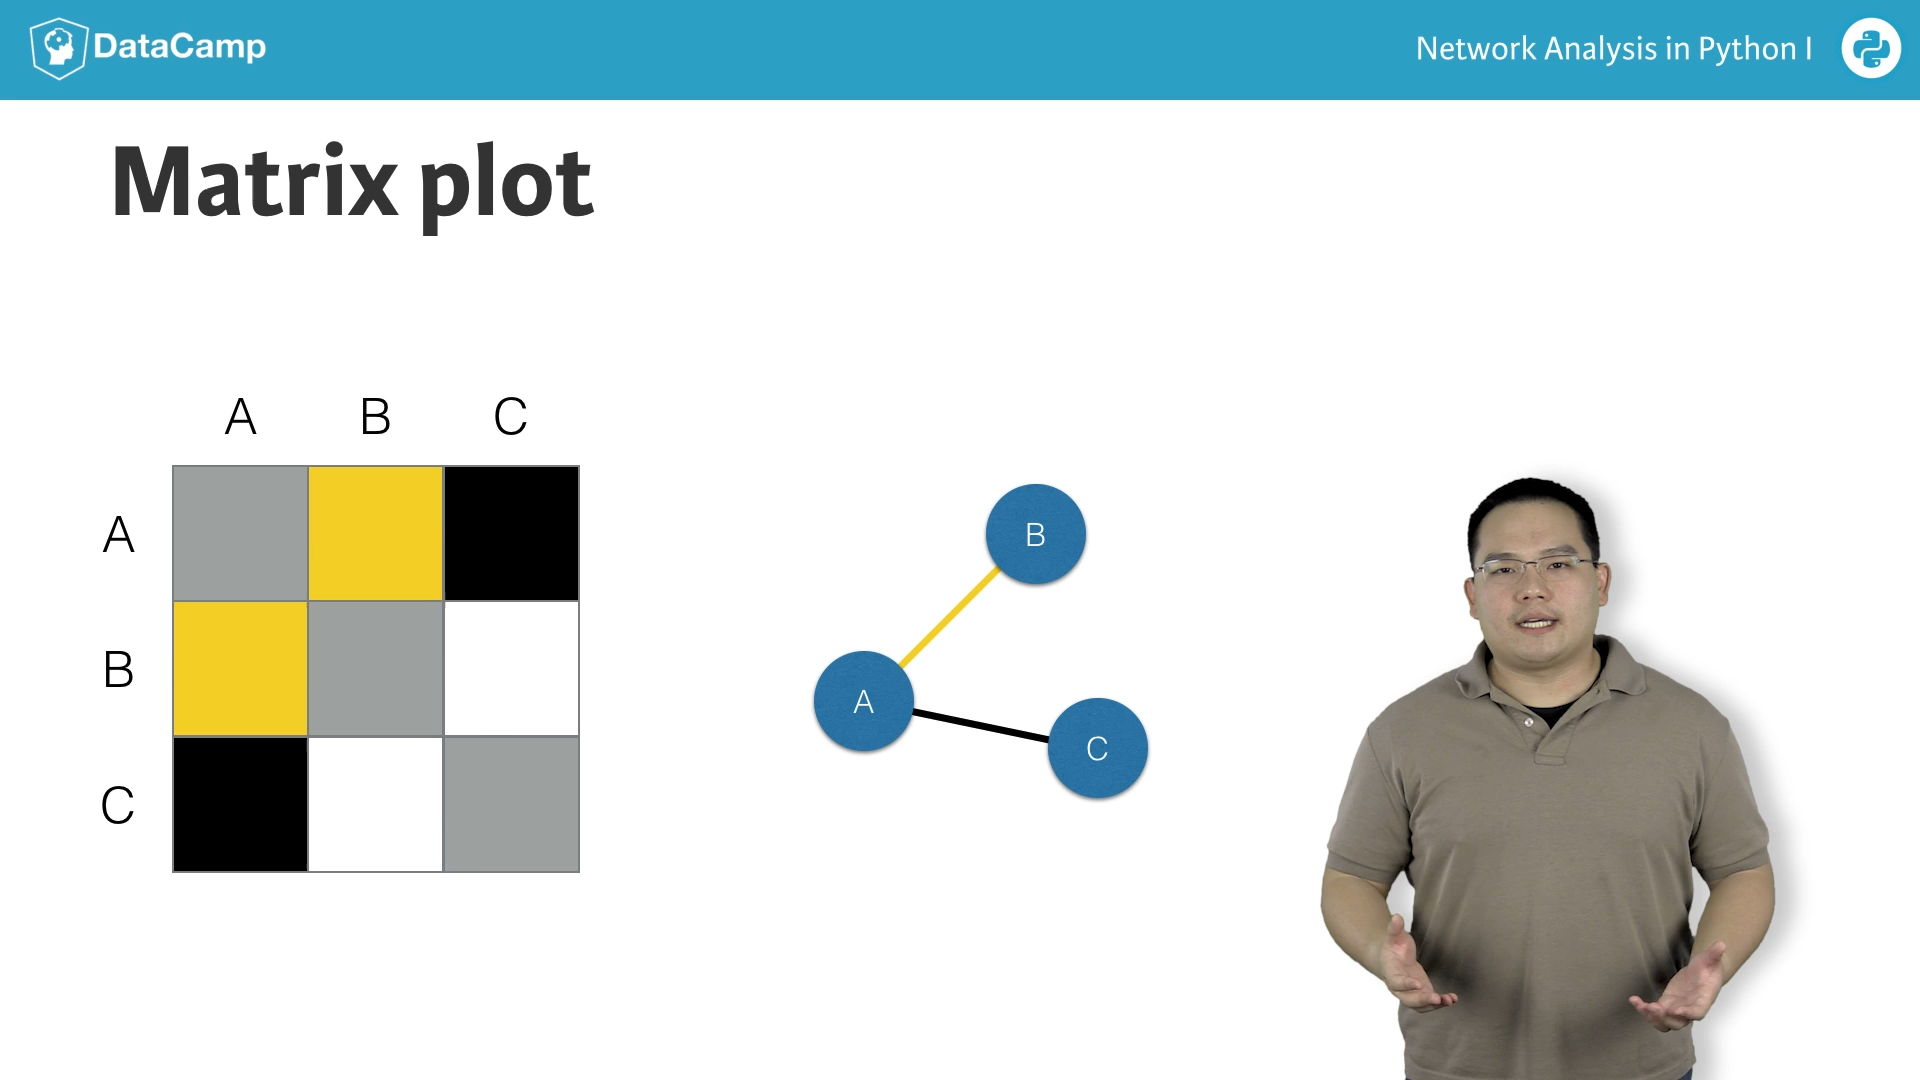 DataCamp
Network Analysis in Python I
Matrix plot
A B C
A
B
C
B
A
C